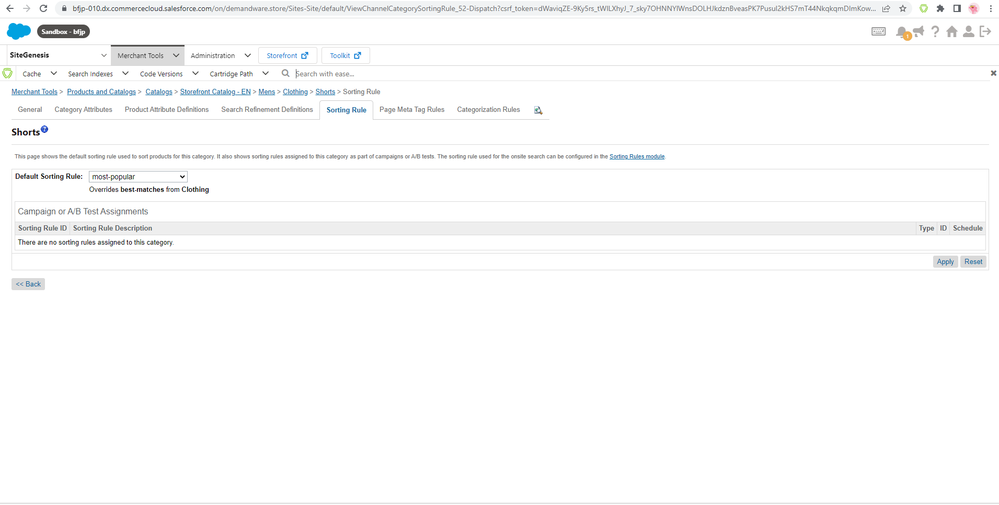 bfjp-010.dx.commercecloud.salesforce.com/on/demandware.store/Sites-Site/default/ViewChannelCategorySortingRule_52-Dispatch?csrf_token=dWaviqZE-9Ky5rs_tWILXhyJ_7_sky7OHNNYIWnsDOLHJkdznBveasPK7Pusul2kHS7mT44NkqkqmDImKow...
Sandbox - bfjp
1
SiteGenesis Merchant Tools Administration Storefront Toolkit
Cache Search Indexes Code Versions Cartridge Path Search with ease...
Merchant Tools > Products and Catalogs > Catalogs > Storefront Catalog - EN > Mens > Clothing > Shorts > Sorting Rule
General Category Attributes Product Attribute Definitions Search Refinement Definitions Sorting Rule Page Meta Tag Rules Categorization Rules
Shorts ?
This page shows the default sorting rule used to sort products for this category. It also shows sorting rules assigned to this category as part of campaigns or A/B tests. The sorting rule used for the onsite search can be configured in the Sorting Rules module.
Default Sorting Rule: most-popular
Overrides best-matches from Clothing
Campaign or A/B Test Assignments
Sorting Rule ID Sorting Rule Description Type ID Schedule
There are no sorting rules assigned to this category.
Apply Reset
<< Back